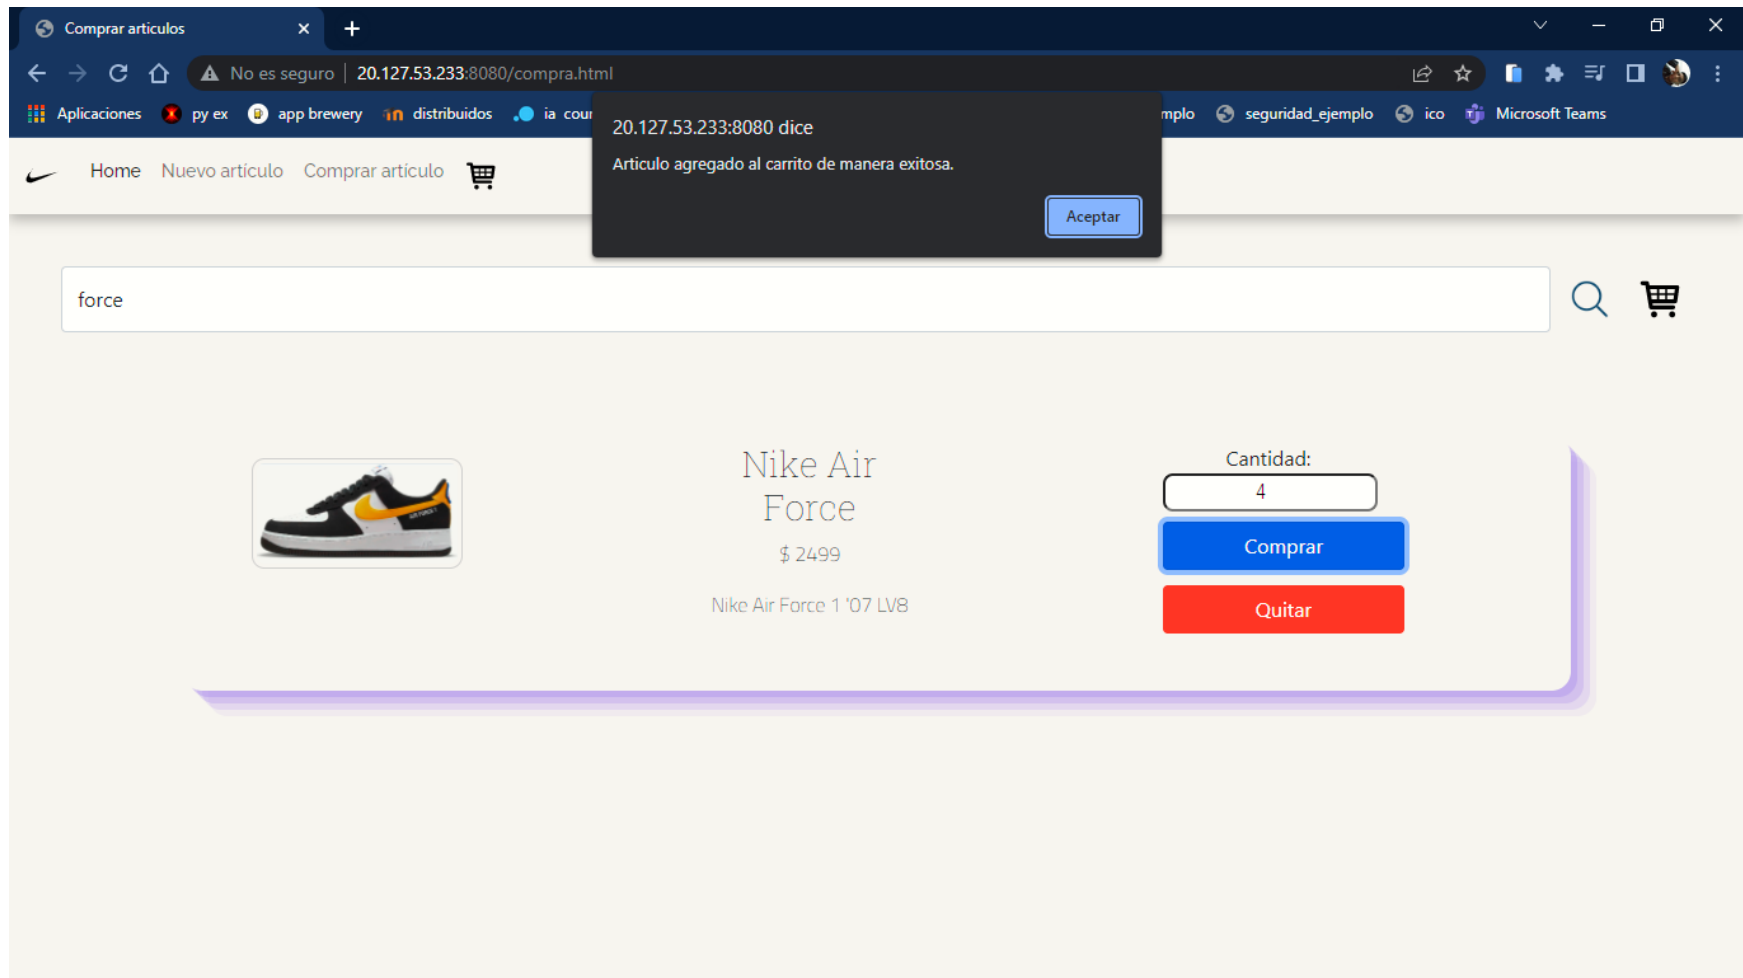 Comprar articulos
No es seguro | 20.127.53.233:8080/compra.html
Aplicaciones py ex app brewery distribuidos ia cour mplo seguridad_ejemplo ico Microsoft Teams
20.127.53.233:8080 dice
Articulo agregado al carrito de manera exitosa.
Aceptar
Home Nuevo artículo Comprar artículo
force
Nike Air
Force
$ 2499
Nike Air Force 1 '07 LV8
Cantidad:
4
Comprar
Quitar